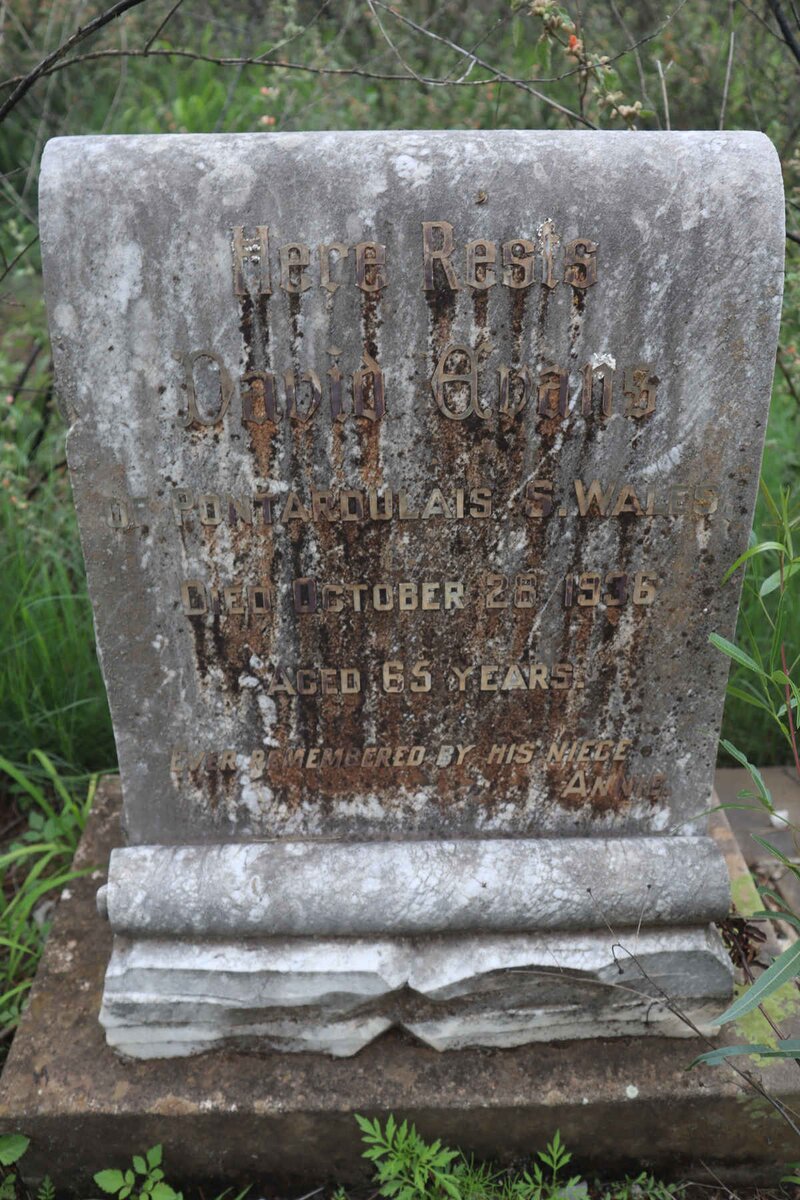 Here Rests
David Evans
OF PONTARDULAIS S. WALES
DIED OCTOBER 28 1936
AGED 65 YEARS.
EVER REMEMBERED BY HIS NIECE
ANNIE.